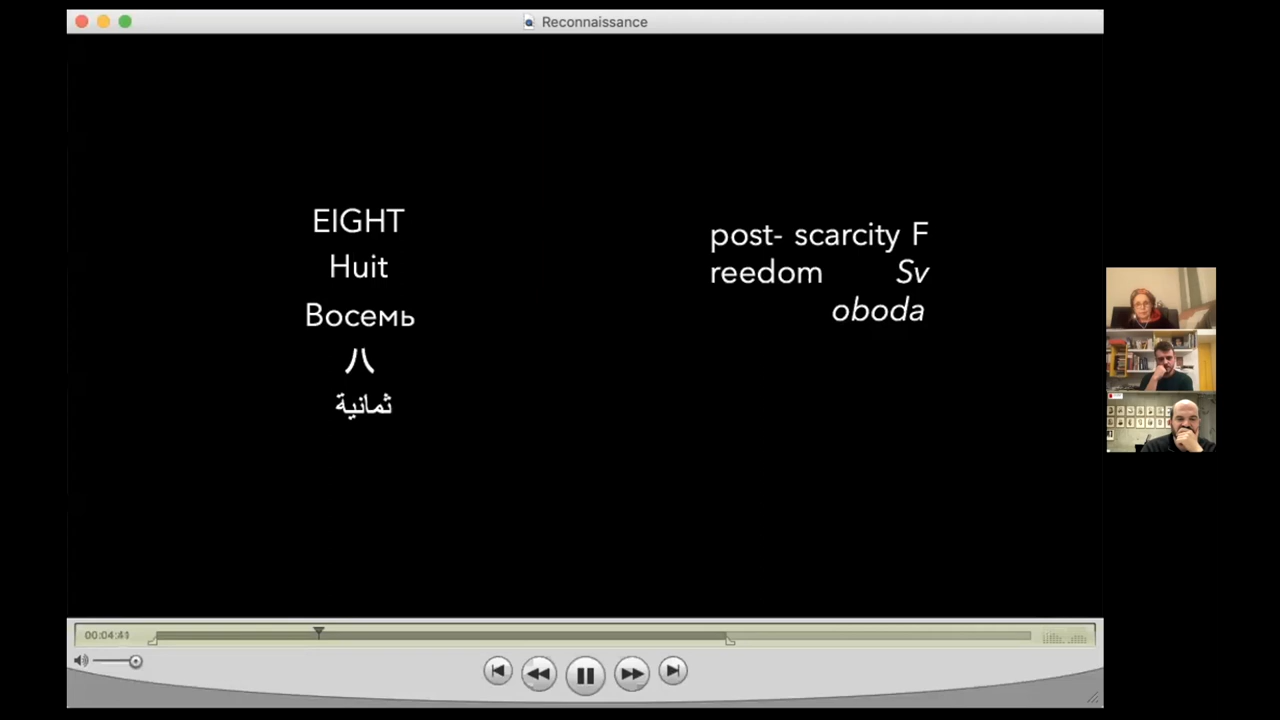 Reconnaissance
EIGHT
Huit
Восемь
八
ثمانية
post- scarcity F
reedom Sv
oboda
00:04:41